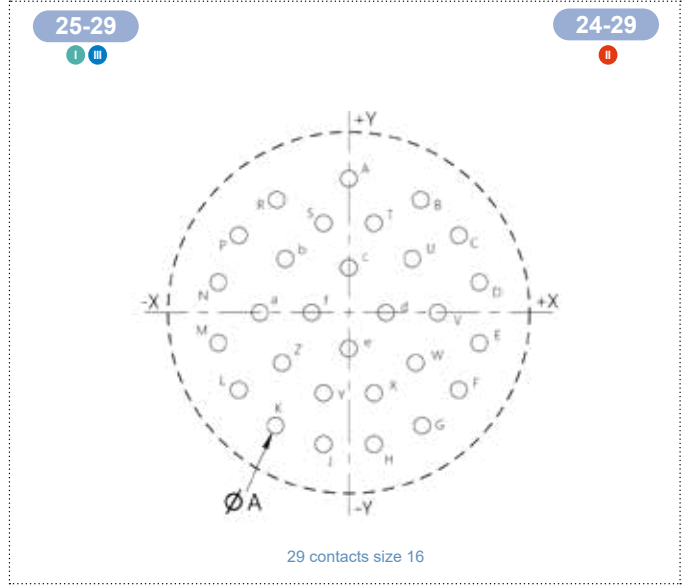 25-29 24-29
I III II
+Y
A
R B
S T
P C
b U
c
N D
a f d V
-X +X
M E
e
Z W
L F
Y X
K G
J H
ØA
-Y
29 contacts size 16